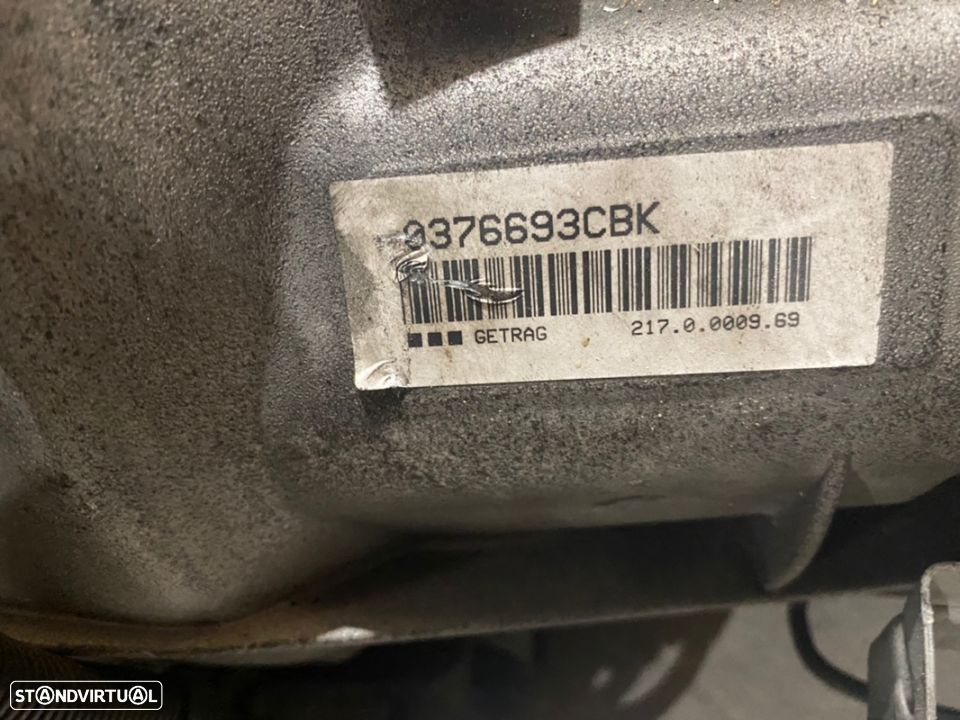 0376693CBK
GETRAG 217.0.0009.69
STANDVIRTUAL